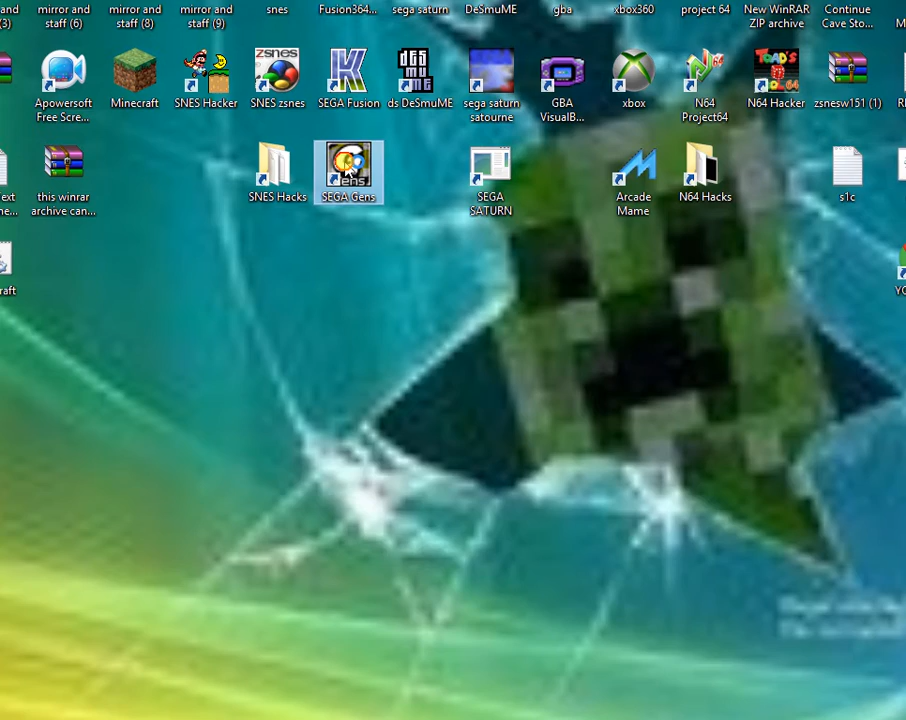 and
mirror and
mirror and
mirror and
snes
Fusion364...
sega saturn
DeSmuME
gba
xbox360
project 64
New WinRAR
Continue
(3)
staff (6)
staff (8)
staff (9)
ZIP archive
Cave Sto...
Apowersoft
Free Scre...
Minecraft
SNES Hacker
SNES zsnes
SEGA Fusion
ds DeSmuME
sega saturn
satourne
GBA
VisualB...
xbox
N64
Project64
N64 Hacker
zsnesw151 (1)
Text
me...
this winrar
archive can...
SNES Hacks
SEGA Gens
SEGA
SATURN
Arcade
Mame
N64 Hacks
s1c
raft
YO